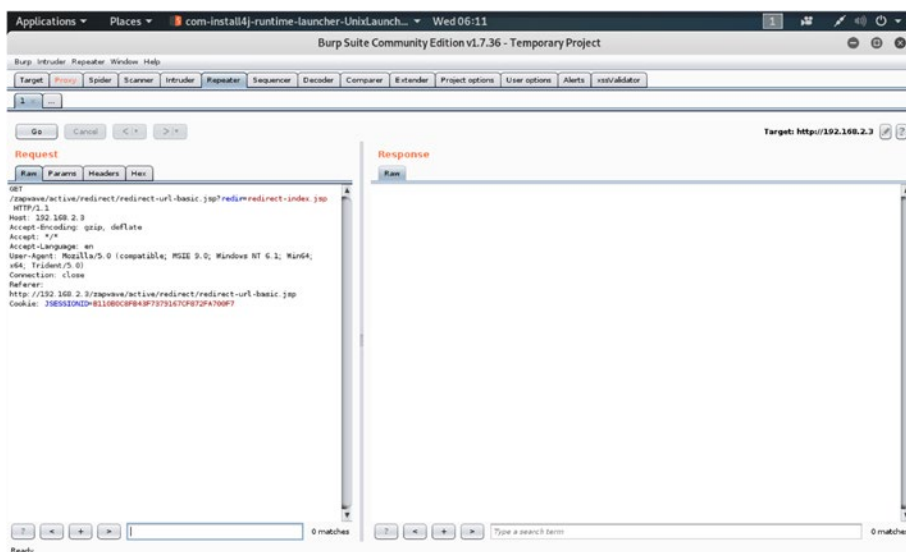 Applications Places com-install4j-runtime-launcher-UnixLaunch... Wed 06:11 1
Burp Suite Community Edition v1.7.36 - Temporary Project
Burp Intruder Repeater Window Help
Target Proxy Spider Scanner Intruder Repeater Sequencer Decoder Comparer Extender Project options User options Alerts xssValidator
1 × ...
Go Cancel < >
Target: http://192.168.2.3 ?
Request
Raw Params Headers Hex
GET
/zapwave/active/redirect/redirect-url-basic.jsp?redir=redirect-index.jsp
HTTP/1.1
Host: 192.168.2.3
Accept-Encoding: gzip, deflate
Accept: */*
Accept-Language: en
User-Agent: Mozilla/5.0 (compatible; MSIE 9.0; Windows NT 6.1; Win64;
x64; Trident/5.0)
Connection: close
Referer:
http://192.168.2.3/zapwave/active/redirect/redirect-url-basic.jsp
Cookie: JSESSIONID=
? < + > 0 matches
Response
Raw
? < + > Type a search term 0 matches
Ready